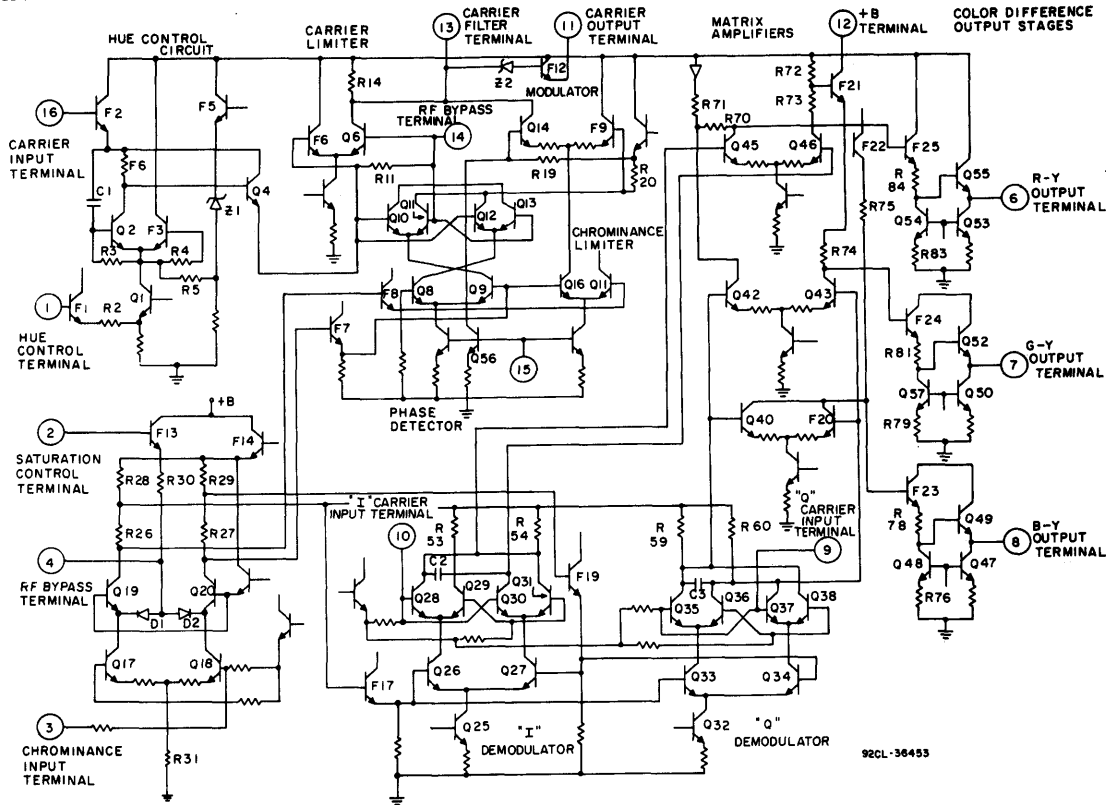 HUE CONTROL
CIRCUIT
CARRIER
LIMITER
13
CARRIER
FILTER
TERMINAL
11
CARRIER
OUTPUT
TERMINAL
MATRIX
AMPLIFIERS
12
+B
TERMINAL
COLOR DIFFERENCE
OUTPUT STAGES
16
CARRIER
INPUT
TERMINAL
F2
F5
R14
Z2
F12
MODULATOR
R72
R73
F21
R71
R70
RF BYPASS
TERMINAL
14
F6
Q6
Q14
F9
Q45
Q46
F22
F25
F6
Q4
R11
R19
R
20
R
84
Q55
6
R-Y
OUTPUT
TERMINAL
C1
Z1
Q11
Q10
Q13
Q12
R75
Q54
Q53
Q2
F3
R3
R4
CHROMINANCE
LIMITER
R74
R83
R5
F8
Q8
Q9
Q16
Q11
Q42
Q43
1
F1
R2
Q1
F7
F24
HUE
CONTROL
TERMINAL
Q56
15
R81
Q52
7
G-Y
OUTPUT
TERMINAL
PHASE
DETECTOR
Q57
Q50
+B
Q40
F20
R79
2
F13
F14
SATURATION
CONTROL
TERMINAL
R28
R30
R29
"I" CARRIER
INPUT TERMINAL
"Q"
CARRIER
INPUT
TERMINAL
F23
R26
R27
10
R
53
R
54
R
59
R60
9
R
78
Q49
8
B-Y
OUTPUT
TERMINAL
4
RF BYPASS
TERMINAL
C2
F19
Q48
Q47
Q19
Q20
Q29
Q28
Q31
Q30
C3
Q35
Q36
Q37
Q38
R76
D1
D2
Q17
Q18
Q26
Q27
Q33
Q34
F17
3
CHROMINANCE
INPUT
TERMINAL
R31
Q25
"I"
DEMODULATOR
Q32
"Q"
DEMODULATOR
92CL-36453